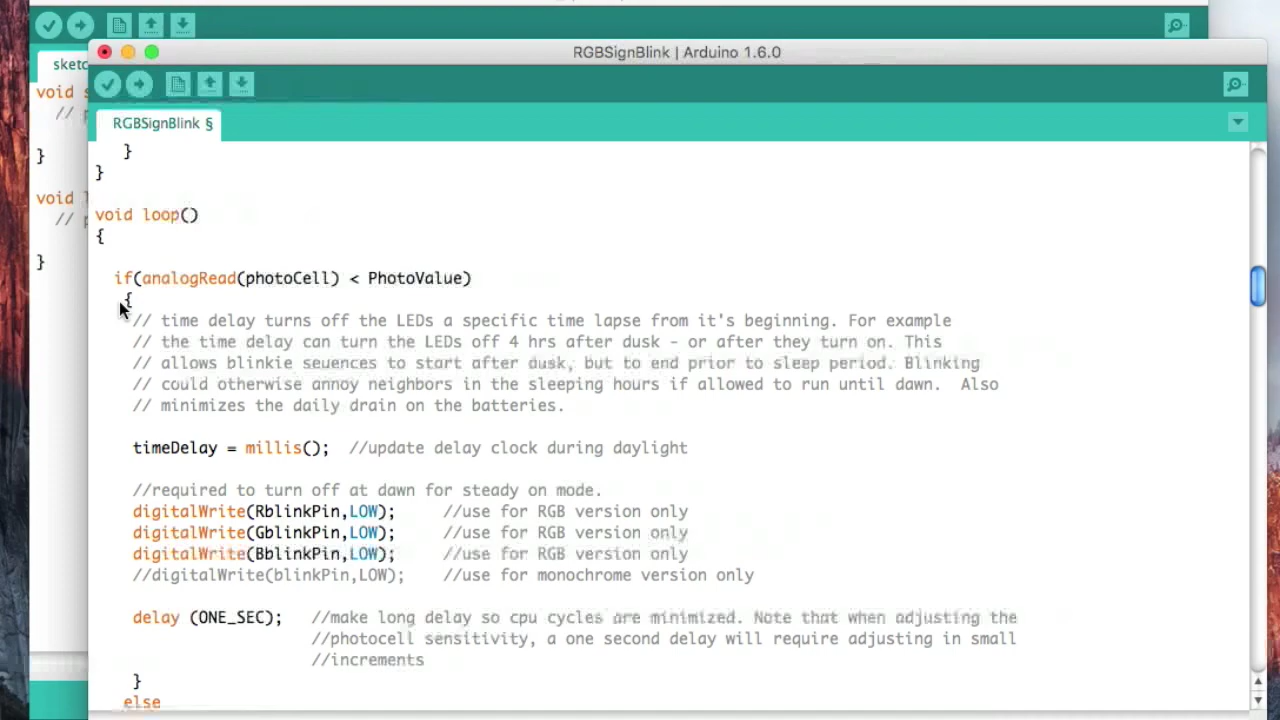 RGBSignBlink | Arduino 1.6.0
RGBSignBlink §
void
//
}
void
//
}
}
}
void loop()
{
if(analogRead(photoCell) < PhotoValue)
{
// time delay turns off the LEDs a specific time lapse from it's beginning. For example
// the time delay can turn the LEDs off 4 hrs after dusk - or after they turn on. This
// allows blinkie seuences to start after dusk, but to end prior to sleep period. Blinking
// could otherwise annoy neighbors in the sleeping hours if allowed to run until dawn.  Also
// minimizes the daily drain on the batteries.
timeDelay = millis();  //update delay clock during daylight
//required to turn off at dawn for steady on mode.
digitalWrite(RblinkPin,LOW);     //use for RGB version only
digitalWrite(GblinkPin,LOW);     //use for RGB version only
digitalWrite(BblinkPin,LOW);     //use for RGB version only
//digitalWrite(blinkPin,LOW);    //use for monochrome version only
delay (ONE_SEC);   //make long delay so cpu cycles are minimized. Note that when adjusting the
//photocell sensitivity, a one second delay will require adjusting in small
//increments
}
else